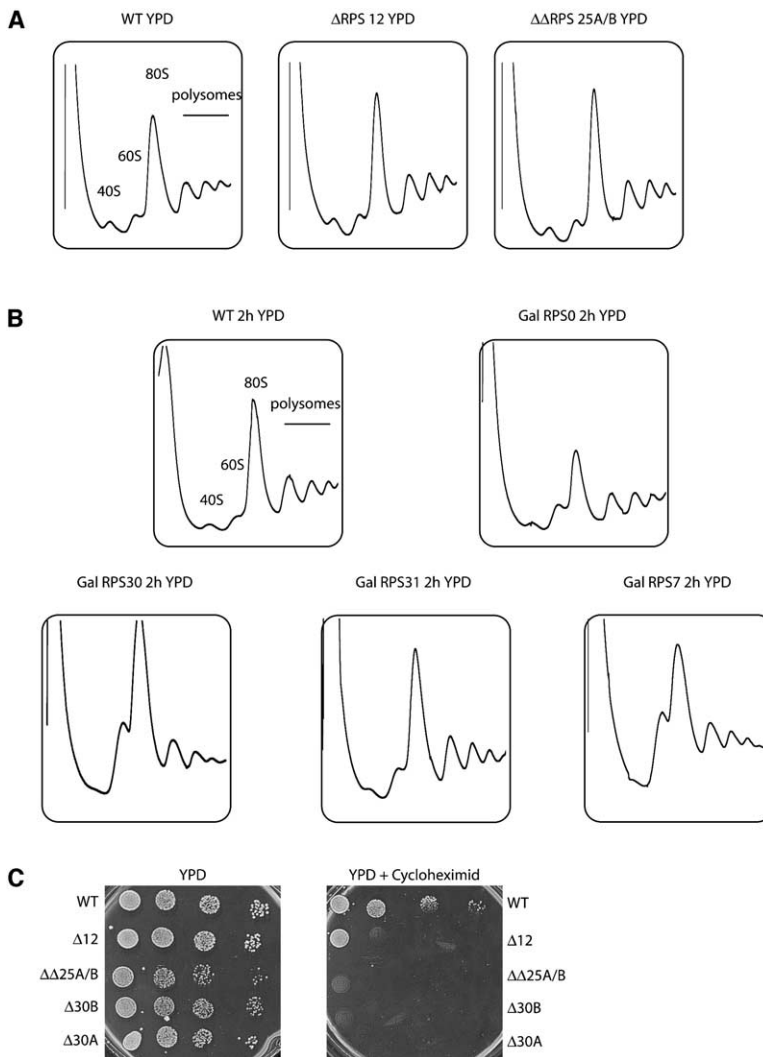 A
WT YPD
ΔRPS 12 YPD
ΔΔRPS 25A/B YPD
80S
polysomes
60S
40S
B
WT 2h YPD
Gal RPS0 2h YPD
80S
polysomes
60S
40S
Gal RPS30 2h YPD
Gal RPS31 2h YPD
Gal RPS7 2h YPD
C
YPD
YPD + Cycloheximid
WT
WT
Δ12
Δ12
ΔΔ25A/B
ΔΔ25A/B
Δ30B
Δ30B
Δ30A
Δ30A